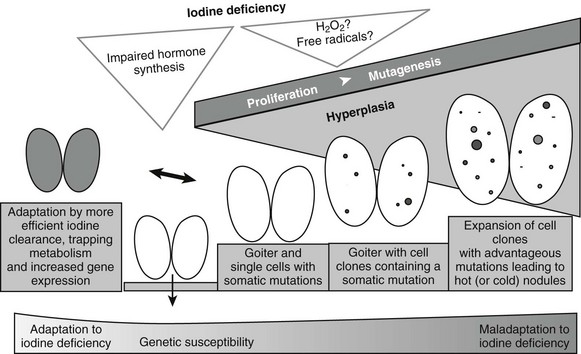 Iodine deficiency
H2O2?
Free radicals?
Impaired hormone
synthesis
Proliferation
Mutagenesis
Hyperplasia
Adaptation by more
efficient iodine
clearance, trapping
metabolism
and increased gene
expression
Goiter and
single cells with
somatic mutations
Goiter with cell
clones containing a
somatic mutation
Expansion of cell
clones
with advantageous
mutations leading to
hot (or cold) nodules
Adaptation to
iodine deficiency
Genetic susceptibility
Maladaptation to
iodine deficiency